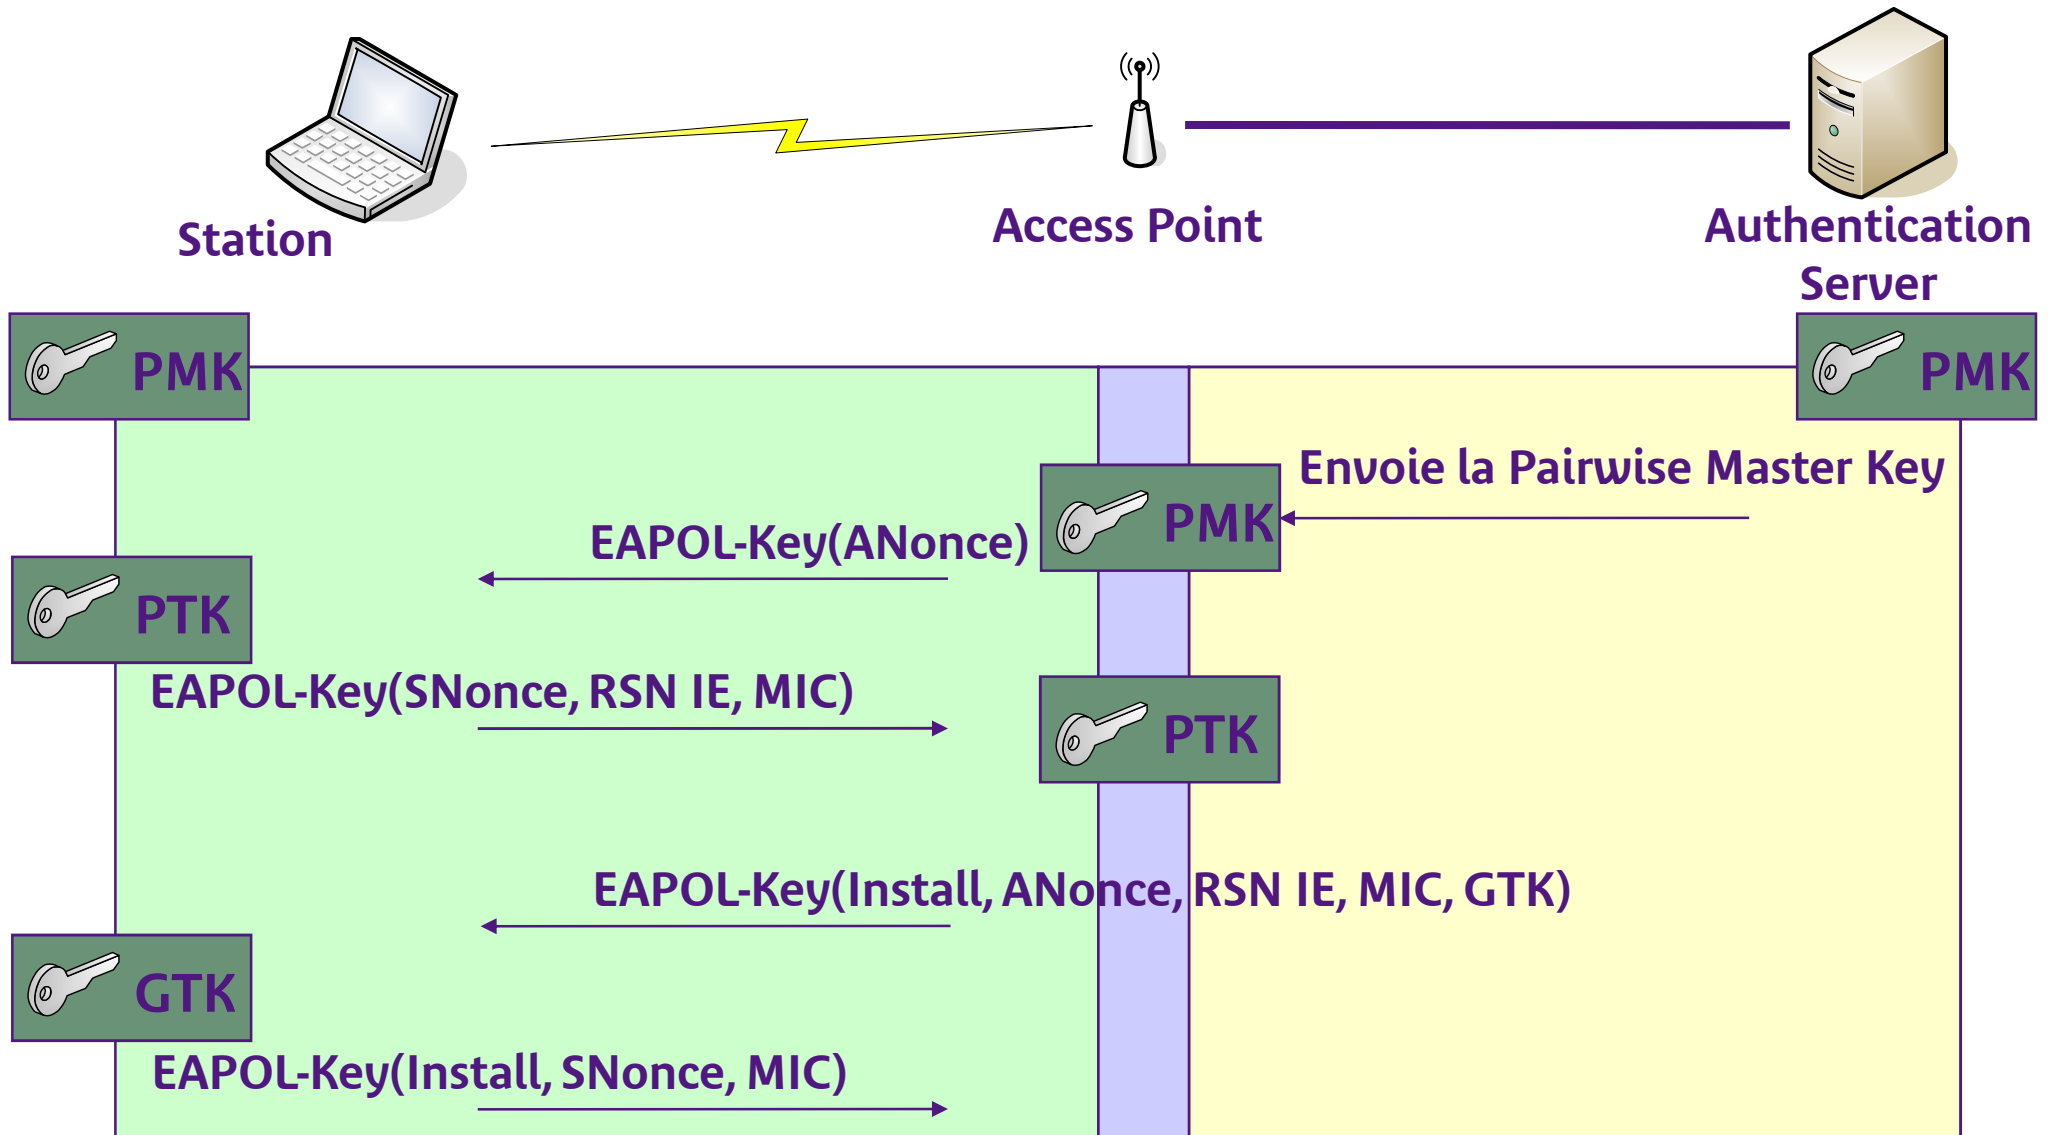 Station
Access Point
Authentication
Server
PMK
PMK
Envoie la Pairwise Master Key
PMK
EAPOL-Key(ANonce)
PTK
EAPOL-Key(SNonce, RSN IE, MIC)
PTK
EAPOL-Key(Install, ANonce, RSN IE, MIC, GTK)
GTK
EAPOL-Key(Install, SNonce, MIC)